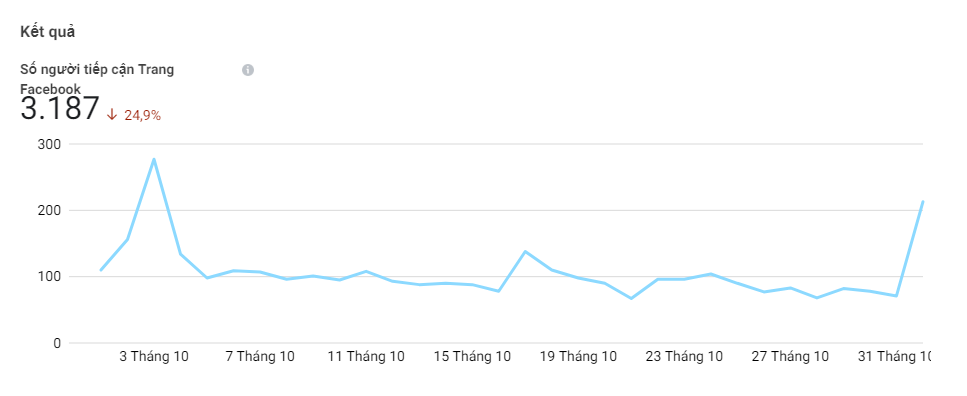 Kết quả
Số người tiếp cận Trang
Facebook
3.187 ↓ 24,9%
300
200
100
0
3 Tháng 10 7 Tháng 10 11 Tháng 10 15 Tháng 10 19 Tháng 10 23 Tháng 10 27 Tháng 10 31 Tháng 10